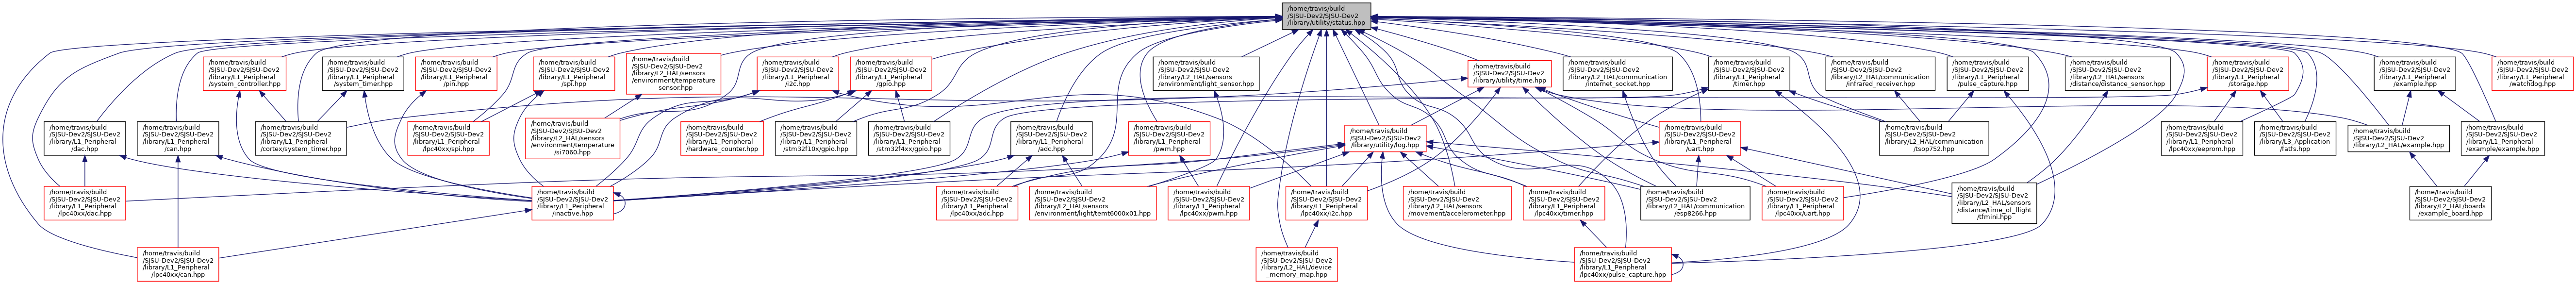 /home/travis/build
/SJSU-Dev2/SJSU-Dev2
/library/utility/status.hpp
/home/travis/build
/SJSU-Dev2/SJSU-Dev2
/library/L1_Peripheral
/system_controller.hpp
/home/travis/build
/SJSU-Dev2/SJSU-Dev2
/library/L1_Peripheral
/system_timer.hpp
/home/travis/build
/SJSU-Dev2/SJSU-Dev2
/library/L1_Peripheral
/pin.hpp
/home/travis/build
/SJSU-Dev2/SJSU-Dev2
/library/L1_Peripheral
/spi.hpp
/home/travis/build
/SJSU-Dev2/SJSU-Dev2
/library/L2_HAL/sensors
/environment/temperature
_sensor.hpp
/home/travis/build
/SJSU-Dev2/SJSU-Dev2
/library/L1_Peripheral
/i2c.hpp
/home/travis/build
/SJSU-Dev2/SJSU-Dev2
/library/L1_Peripheral
/gpio.hpp
/home/travis/build
/SJSU-Dev2/SJSU-Dev2
/library/L2_HAL/sensors
/environment/light_sensor.hpp
/home/travis/build
/SJSU-Dev2/SJSU-Dev2
/library/utility/time.hpp
/home/travis/build
/SJSU-Dev2/SJSU-Dev2
/library/L2_HAL/communication
/internet_socket.hpp
/home/travis/build
/SJSU-Dev2/SJSU-Dev2
/library/L1_Peripheral
/timer.hpp
/home/travis/build
/SJSU-Dev2/SJSU-Dev2
/library/L2_HAL/communication
/infrared_receiver.hpp
/home/travis/build
/SJSU-Dev2/SJSU-Dev2
/library/L1_Peripheral
/pulse_capture.hpp
/home/travis/build
/SJSU-Dev2/SJSU-Dev2
/library/L2_HAL/sensors
/distance/distance_sensor.hpp
/home/travis/build
/SJSU-Dev2/SJSU-Dev2
/library/L1_Peripheral
/storage.hpp
/home/travis/build
/SJSU-Dev2/SJSU-Dev2
/library/L1_Peripheral
/example.hpp
/home/travis/build
/SJSU-Dev2/SJSU-Dev2
/library/L1_Peripheral
/watchdog.hpp
/home/travis/build
/SJSU-Dev2/SJSU-Dev2
/library/L1_Peripheral
/dac.hpp
/home/travis/build
/SJSU-Dev2/SJSU-Dev2
/library/L1_Peripheral
/can.hpp
/home/travis/build
/SJSU-Dev2/SJSU-Dev2
/library/L1_Peripheral
/cortex/system_timer.hpp
/home/travis/build
/SJSU-Dev2/SJSU-Dev2
/library/L1_Peripheral
/lpc40xx/spi.hpp
/home/travis/build
/SJSU-Dev2/SJSU-Dev2
/library/L2_HAL/sensors
/environment/temperature
/si7060.hpp
/home/travis/build
/SJSU-Dev2/SJSU-Dev2
/library/L1_Peripheral
/hardware_counter.hpp
/home/travis/build
/SJSU-Dev2/SJSU-Dev2
/library/L1_Peripheral
/stm32f10x/gpio.hpp
/home/travis/build
/SJSU-Dev2/SJSU-Dev2
/library/L1_Peripheral
/stm32f4xx/gpio.hpp
/home/travis/build
/SJSU-Dev2/SJSU-Dev2
/library/L1_Peripheral
/adc.hpp
/home/travis/build
/SJSU-Dev2/SJSU-Dev2
/library/L1_Peripheral
/pwm.hpp
/home/travis/build
/SJSU-Dev2/SJSU-Dev2
/library/utility/log.hpp
/home/travis/build
/SJSU-Dev2/SJSU-Dev2
/library/L1_Peripheral
/uart.hpp
/home/travis/build
/SJSU-Dev2/SJSU-Dev2
/library/L2_HAL/communication
/tsop752.hpp
/home/travis/build
/SJSU-Dev2/SJSU-Dev2
/library/L1_Peripheral
/lpc40xx/eeprom.hpp
/home/travis/build
/SJSU-Dev2/SJSU-Dev2
/library/L3_Application
/fatfs.hpp
/home/travis/build
/SJSU-Dev2/SJSU-Dev2
/library/L2_HAL/example.hpp
/home/travis/build
/SJSU-Dev2/SJSU-Dev2
/library/L1_Peripheral
/example/example.hpp
/home/travis/build
/SJSU-Dev2/SJSU-Dev2
/library/L1_Peripheral
/lpc40xx/dac.hpp
/home/travis/build
/SJSU-Dev2/SJSU-Dev2
/library/L1_Peripheral
/inactive.hpp
/home/travis/build
/SJSU-Dev2/SJSU-Dev2
/library/L1_Peripheral
/lpc40xx/adc.hpp
/home/travis/build
/SJSU-Dev2/SJSU-Dev2
/library/L2_HAL/sensors
/environment/light/temt6000x01.hpp
/home/travis/build
/SJSU-Dev2/SJSU-Dev2
/library/L1_Peripheral
/lpc40xx/pwm.hpp
/home/travis/build
/SJSU-Dev2/SJSU-Dev2
/library/L1_Peripheral
/lpc40xx/i2c.hpp
/home/travis/build
/SJSU-Dev2/SJSU-Dev2
/library/L2_HAL/sensors
/movement/accelerometer.hpp
/home/travis/build
/SJSU-Dev2/SJSU-Dev2
/library/L1_Peripheral
/lpc40xx/timer.hpp
/home/travis/build
/SJSU-Dev2/SJSU-Dev2
/library/L2_HAL/communication
/esp8266.hpp
/home/travis/build
/SJSU-Dev2/SJSU-Dev2
/library/L1_Peripheral
/lpc40xx/uart.hpp
/home/travis/build
/SJSU-Dev2/SJSU-Dev2
/library/L2_HAL/sensors
/distance/time_of_flight
/tfmini.hpp
/home/travis/build
/SJSU-Dev2/SJSU-Dev2
/library/L2_HAL/boards
/example_board.hpp
/home/travis/build
/SJSU-Dev2/SJSU-Dev2
/library/L1_Peripheral
/lpc40xx/can.hpp
/home/travis/build
/SJSU-Dev2/SJSU-Dev2
/library/L2_HAL/device
_memory_map.hpp
/home/travis/build
/SJSU-Dev2/SJSU-Dev2
/library/L1_Peripheral
/lpc40xx/pulse_capture.hpp